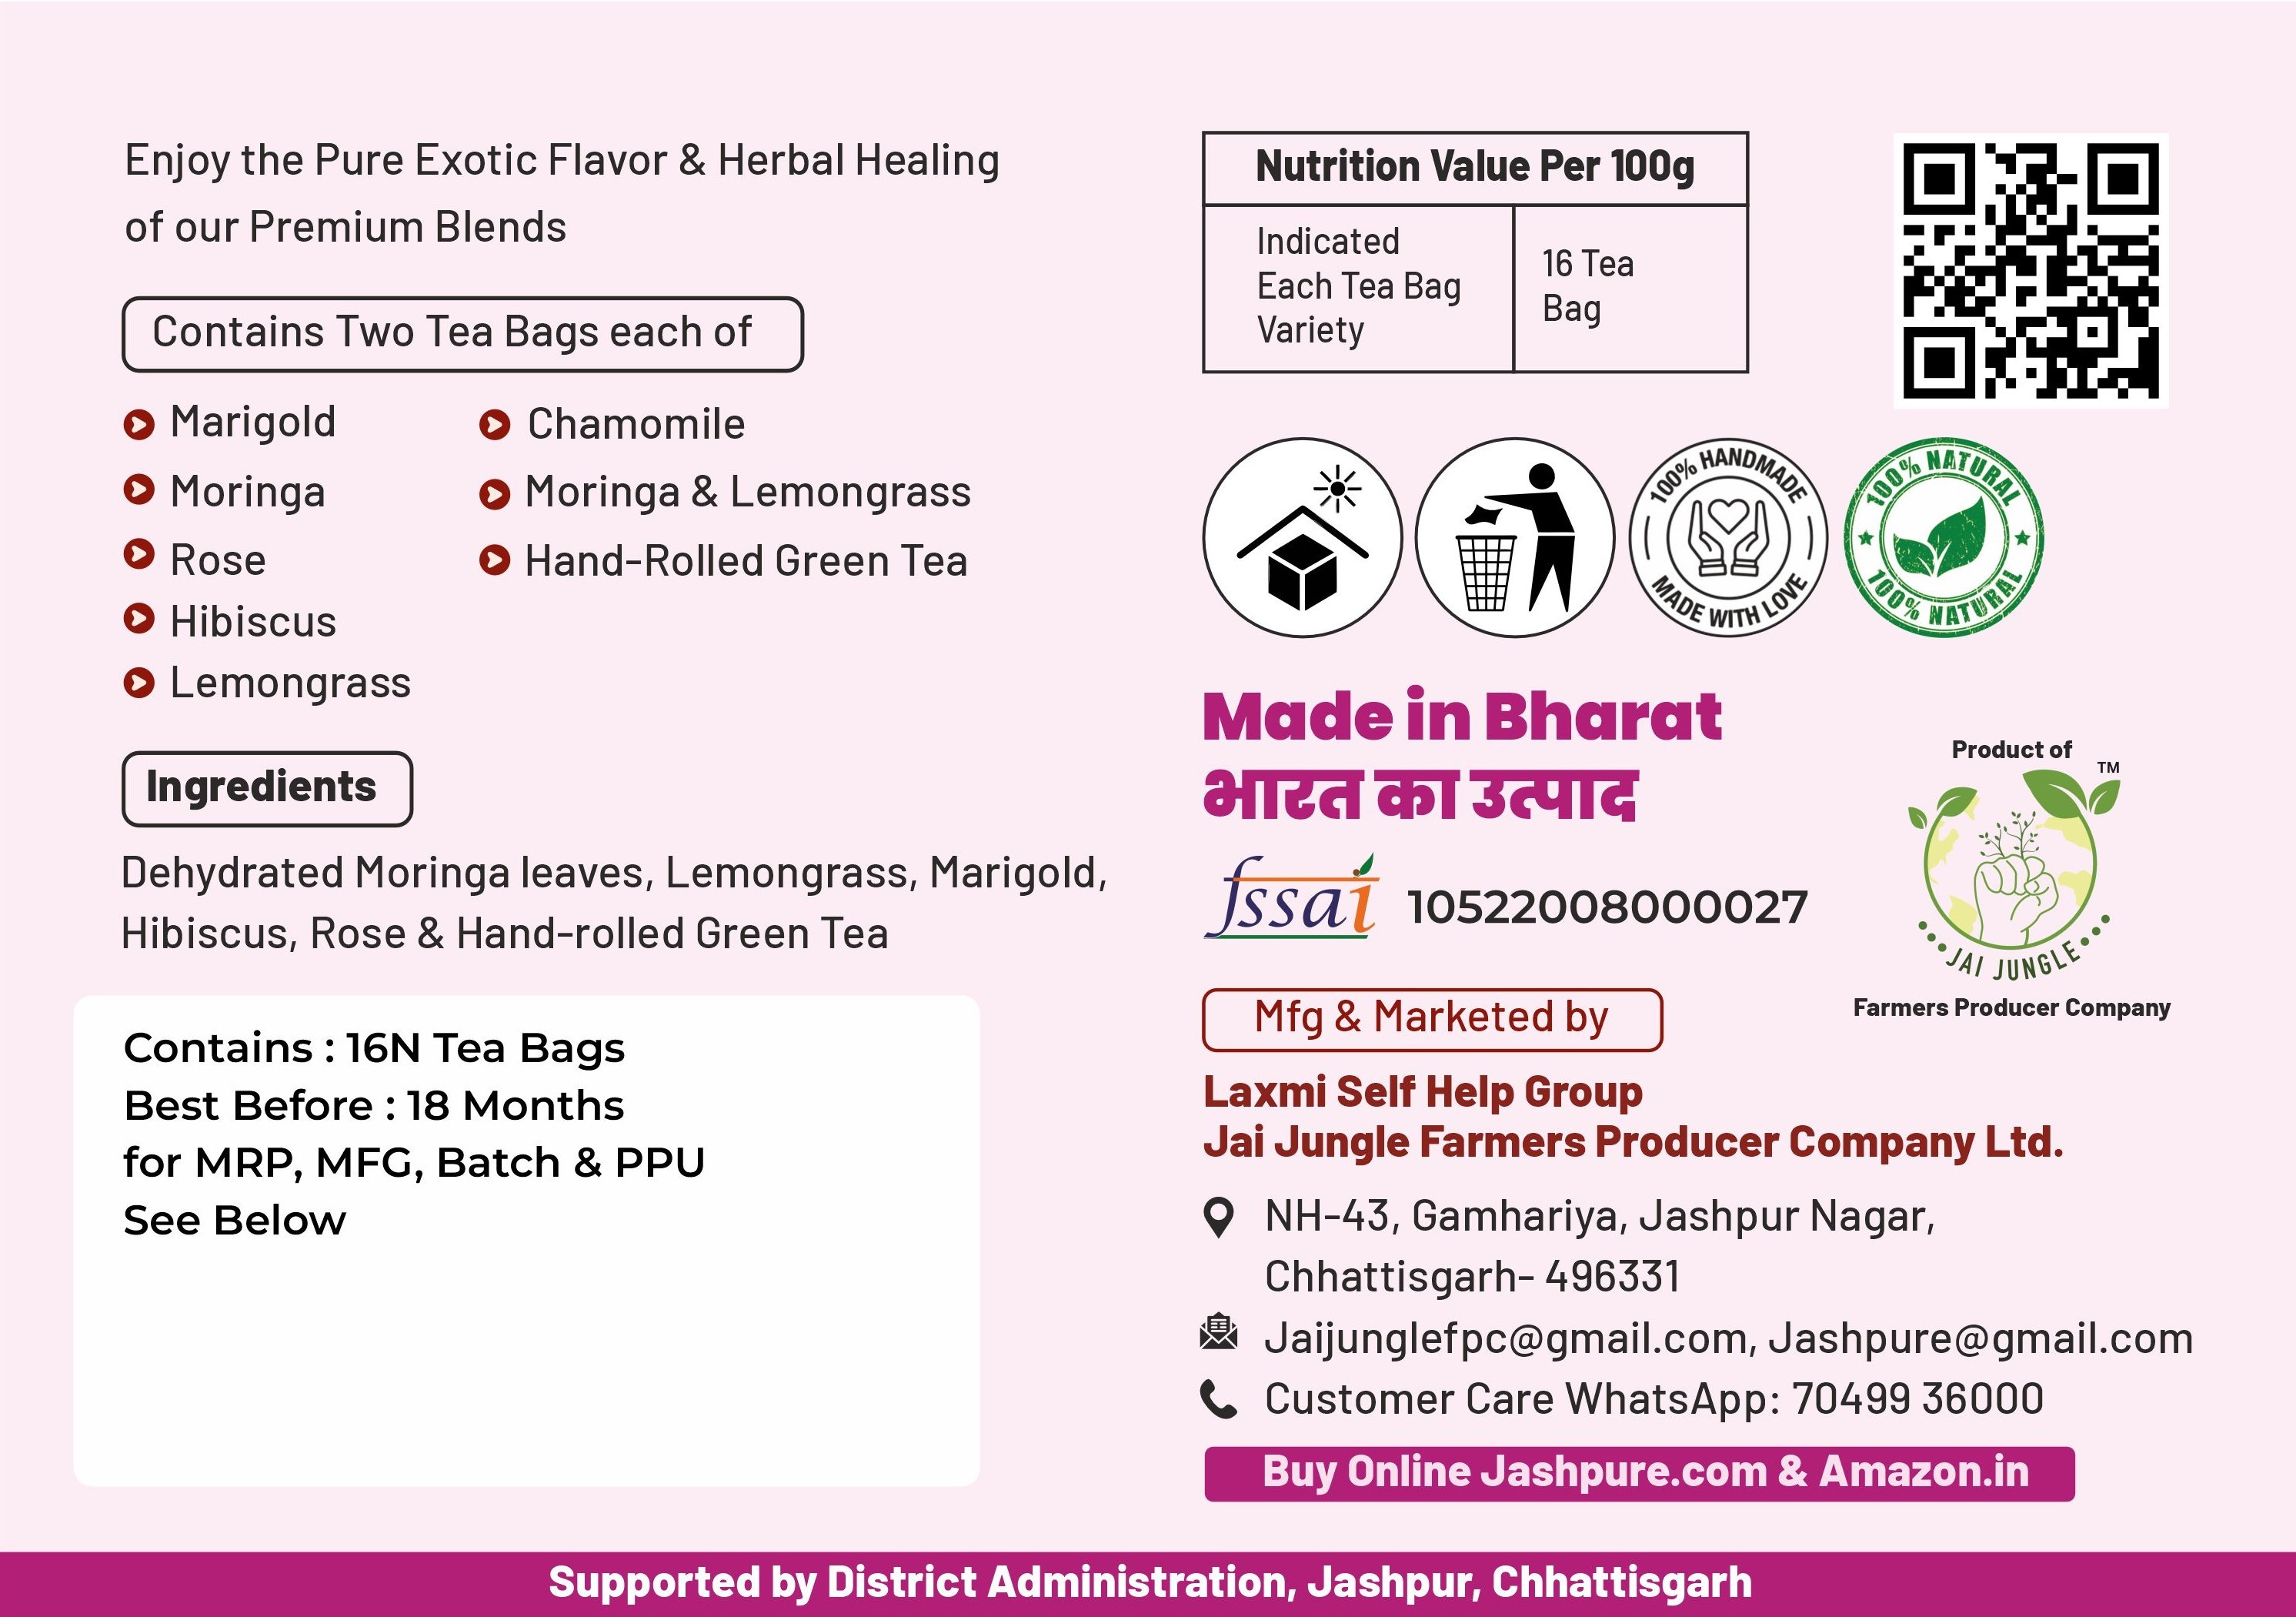 Enjoy the Pure Exotic Flavor & Herbal Healing
of our Premium Blends
Contains Two Tea Bags each of
Marigold
Moringa
Rose
Hibiscus
Lemongrass
Chamomile
Moringa & Lemongrass
Hand-Rolled Green Tea
Ingredients
Dehydrated Moringa leaves, Lemongrass, Marigold,
Hibiscus, Rose & Hand-rolled Green Tea
Contains : 16N Tea Bags
Best Before : 18 Months
for MRP, MFG, Batch & PPU
See Below
Nutrition Value Per 100g
Indicated
Each Tea Bag
Variety
16 Tea
Bag
100% HANDMADE
MADE WITH LOVE
100% NATURAL
100% NATURAL
Made in Bharat
भारत का उत्पाद
fssai 10522008000027
Product of
TM
JAI JUNGLE
Farmers Producer Company
Mfg & Marketed by
Laxmi Self Help Group
Jai Jungle Farmers Producer Company Ltd.
NH-43, Gamhariya, Jashpur Nagar,
Chhattisgarh- 496331
Jaijunglefpc@gmail.com, Jashpure@gmail.com
Customer Care WhatsApp: 70499 36000
Buy Online Jashpure.com & Amazon.in
Supported by District Administration, Jashpur, Chhattisgarh